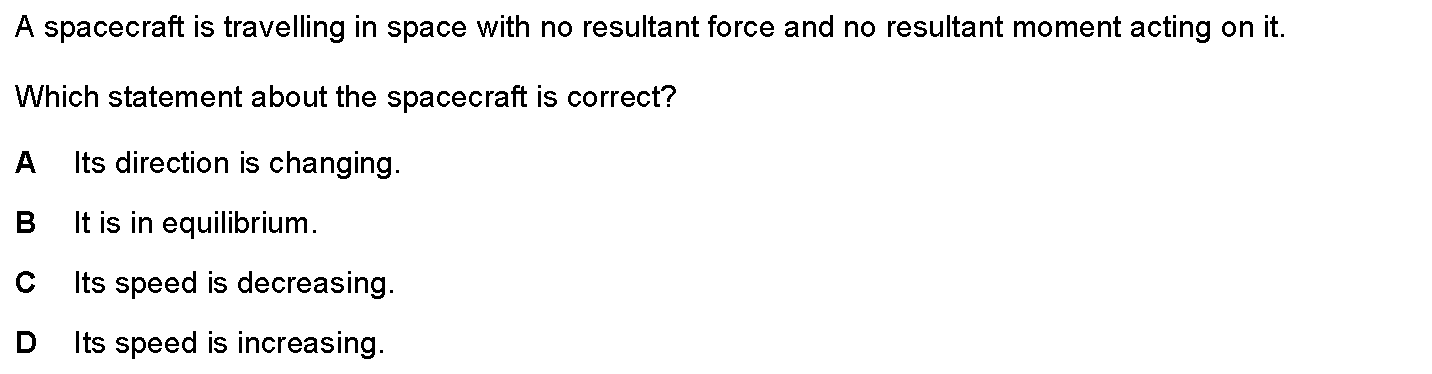 A spacecraft is travelling in space with no resultant force and no resultant moment acting on it.
Which statement about the spacecraft is correct?
A Its direction is changing.
B It is in equilibrium.
C Its speed is decreasing.
D Its speed is increasing.